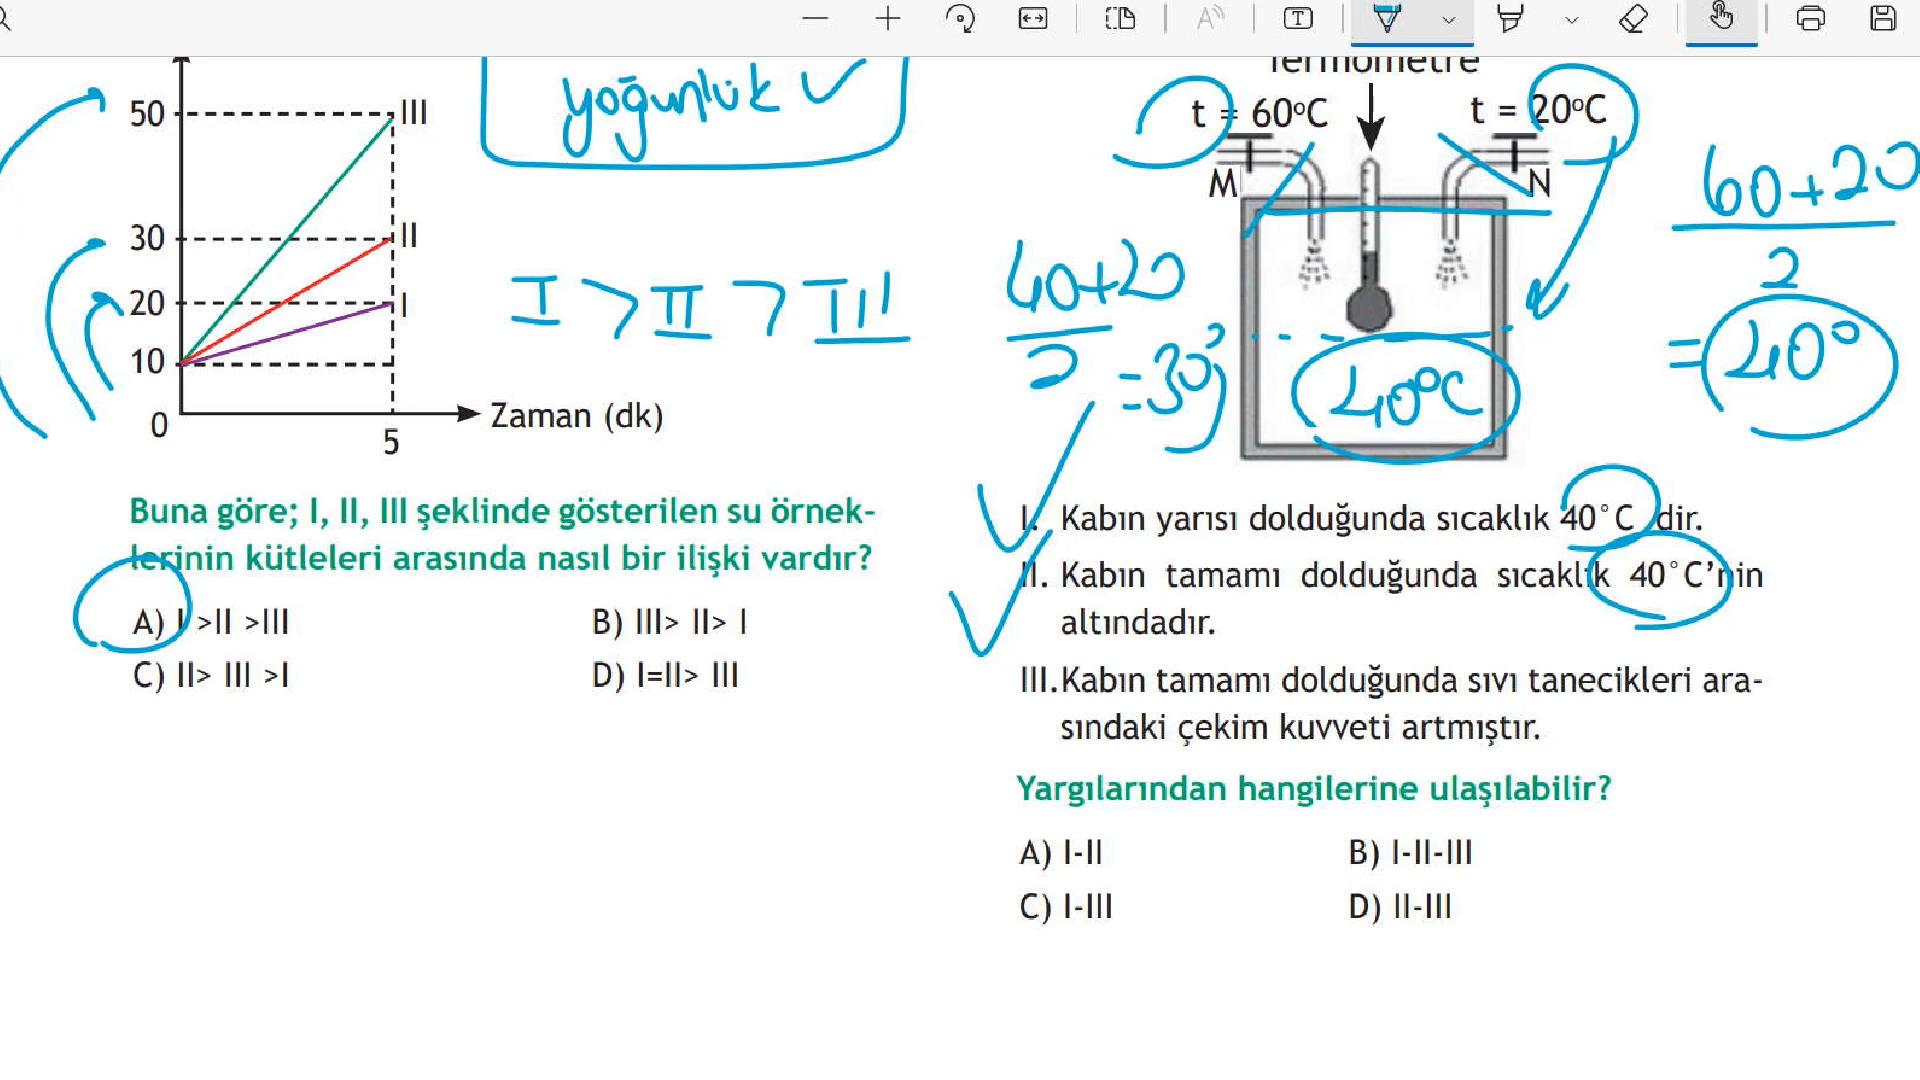 yoğunluk
50
III
30
II
20
I
10
0
5
Zaman (dk)
I > II > III
Buna göre; I, II, III şeklinde gösterilen su örnek-
lerinin kütleleri arasında nasıl bir ilişki vardır?
A) I >II >III
B) III> II> I
C) II> III >I
D) I=II> III
Termometre
t = 60°C
t = 20°C
M
N
60+20
2
=40°
40+20
2
=30°
40°C
I. Kabın yarısı dolduğunda sıcaklık 40°C dir.
II. Kabın tamamı dolduğunda sıcaklık 40°C'nin
altındadır.
III.Kabın tamamı dolduğunda sıvı tanecikleri ara-
sındaki çekim kuvveti artmıştır.
Yargılarından hangilerine ulaşılabilir?
A) I-II
B) I-II-III
C) I-III
D) II-III